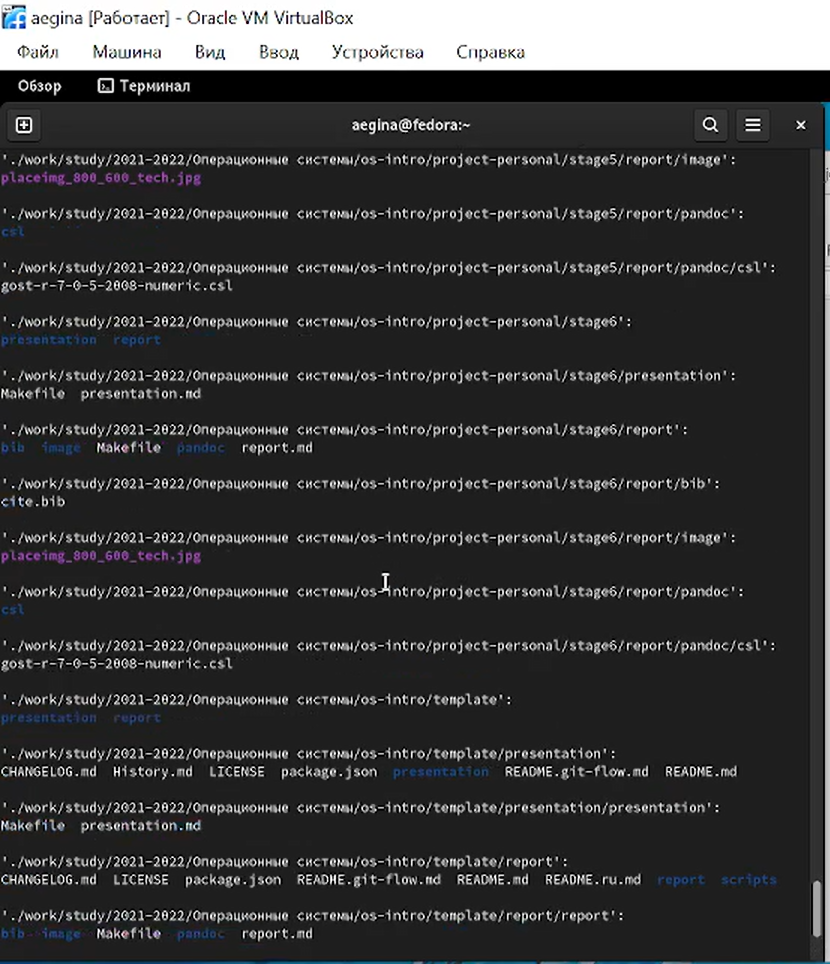 aegina [Работает] - Oracle VM VirtualBox
Файл Машина Вид Ввод Устройства Справка
Обзор Терминал
aegina@fedora:~
'./work/study/2021-2022/Операционные системы/os-intro/project-personal/stage5/report/image':
placeimg_800_600_tech.jpg
'./work/study/2021-2022/Операционные системы/os-intro/project-personal/stage5/report/pandoc':
csl
'./work/study/2021-2022/Операционные системы/os-intro/project-personal/stage5/report/pandoc/csl':
gost-r-7-0-5-2008-numeric.csl
'./work/study/2021-2022/Операционные системы/os-intro/project-personal/stage6':
presentation report
'./work/study/2021-2022/Операционные системы/os-intro/project-personal/stage6/presentation':
Makefile presentation.md
'./work/study/2021-2022/Операционные системы/os-intro/project-personal/stage6/report':
bib image Makefile pandoc report.md
'./work/study/2021-2022/Операционные системы/os-intro/project-personal/stage6/report/bib':
cite.bib
'./work/study/2021-2022/Операционные системы/os-intro/project-personal/stage6/report/image':
placeimg_800_600_tech.jpg
'./work/study/2021-2022/Операционные системы/os-intro/project-personal/stage6/report/pandoc':
csl
'./work/study/2021-2022/Операционные системы/os-intro/project-personal/stage6/report/pandoc/csl':
gost-r-7-0-5-2008-numeric.csl
'./work/study/2021-2022/Операционные системы/os-intro/template':
presentation report
'./work/study/2021-2022/Операционные системы/os-intro/template/presentation':
CHANGELOG.md History.md LICENSE package.json presentation README.git-flow.md README.md
'./work/study/2021-2022/Операционные системы/os-intro/template/presentation/presentation':
Makefile presentation.md
'./work/study/2021-2022/Операционные системы/os-intro/template/report':
CHANGELOG.md LICENSE package.json README.git-flow.md README.md README.ru.md report scripts
'./work/study/2021-2022/Операционные системы/os-intro/template/report/report':
bib image Makefile pandoc report.md